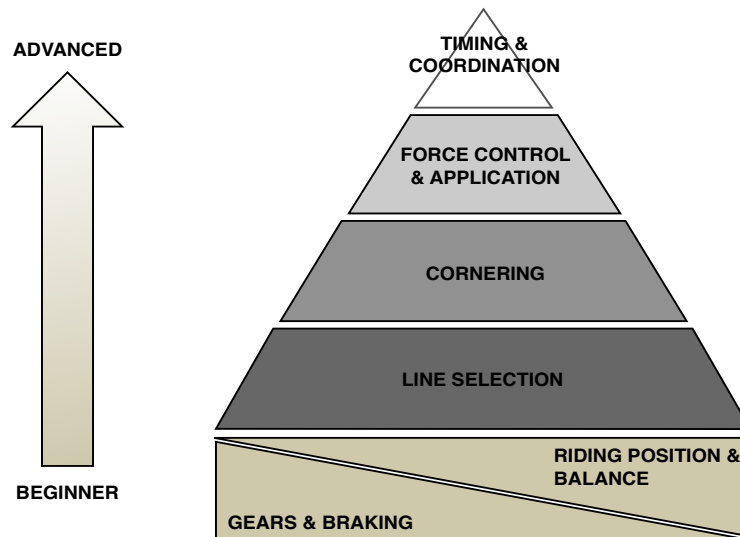 ADVANCED
TIMING &
COORDINATION
FORCE CONTROL
& APPLICATION
CORNERING
LINE SELECTION
RIDING POSITION &
BALANCE
BEGINNER
GEARS & BRAKING